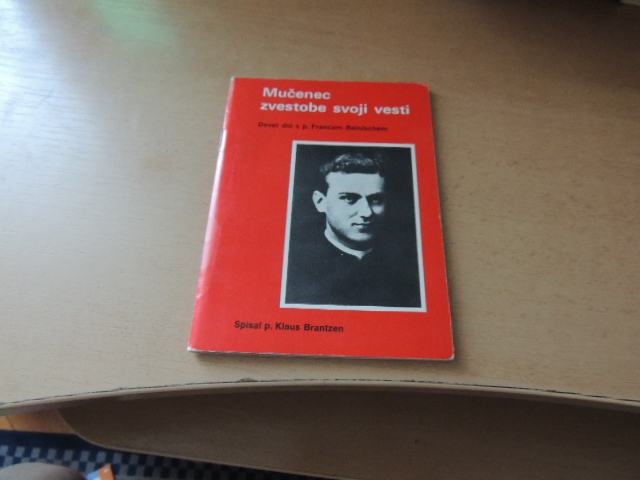 Mučenec
zvestobe svoji vesti
Devet dni s p. Francem Reinischem
Spisal p. Klaus Brantzen